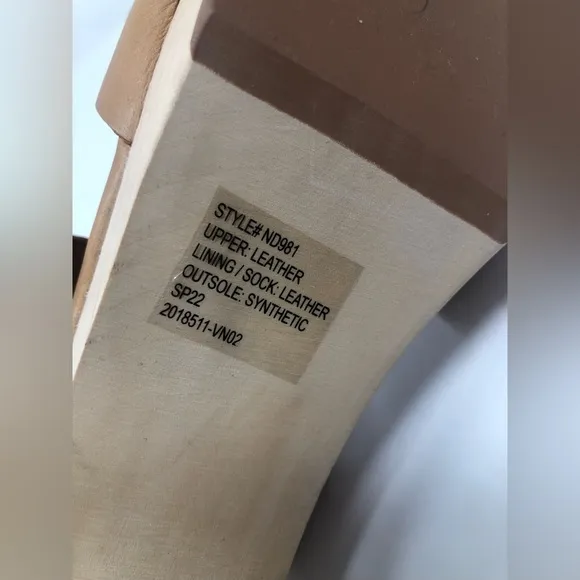 STYLE# ND981
UPPER: LEATHER
LINING / SOCK: LEATHER
OUTSOLE: SYNTHETIC
SP22
2018511-VN02